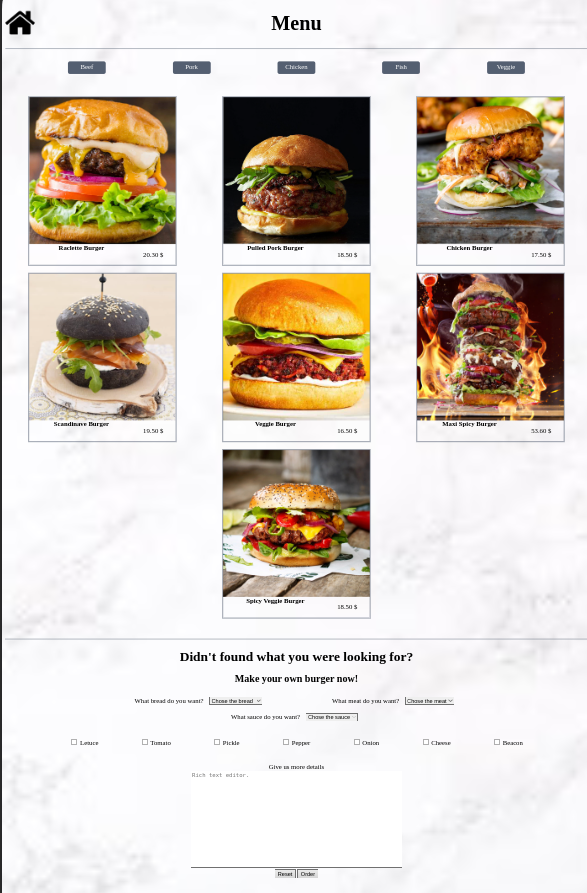 Menu
Beef Pork Chicken Fish Veggie
Raclette Burger
20.30 $
Pulled Pork Burger
18.50 $
Chicken Burger
17.50 $
Scandinave Burger
19.50 $
Veggie Burger
16.50 $
Maxi Spicy Burger
53.60 $
Spicy Veggie Burger
18.50 $
Didn't found what you were looking for?
Make your own burger now!
What bread do you want? Chose the bread What meat do you want? Chose the meat
What sauce do you want? Chose the sauce
Letuce Tomato Pickle Pepper Onion Cheese Beacon
Give us more details
Rich text editor.
Reset Order